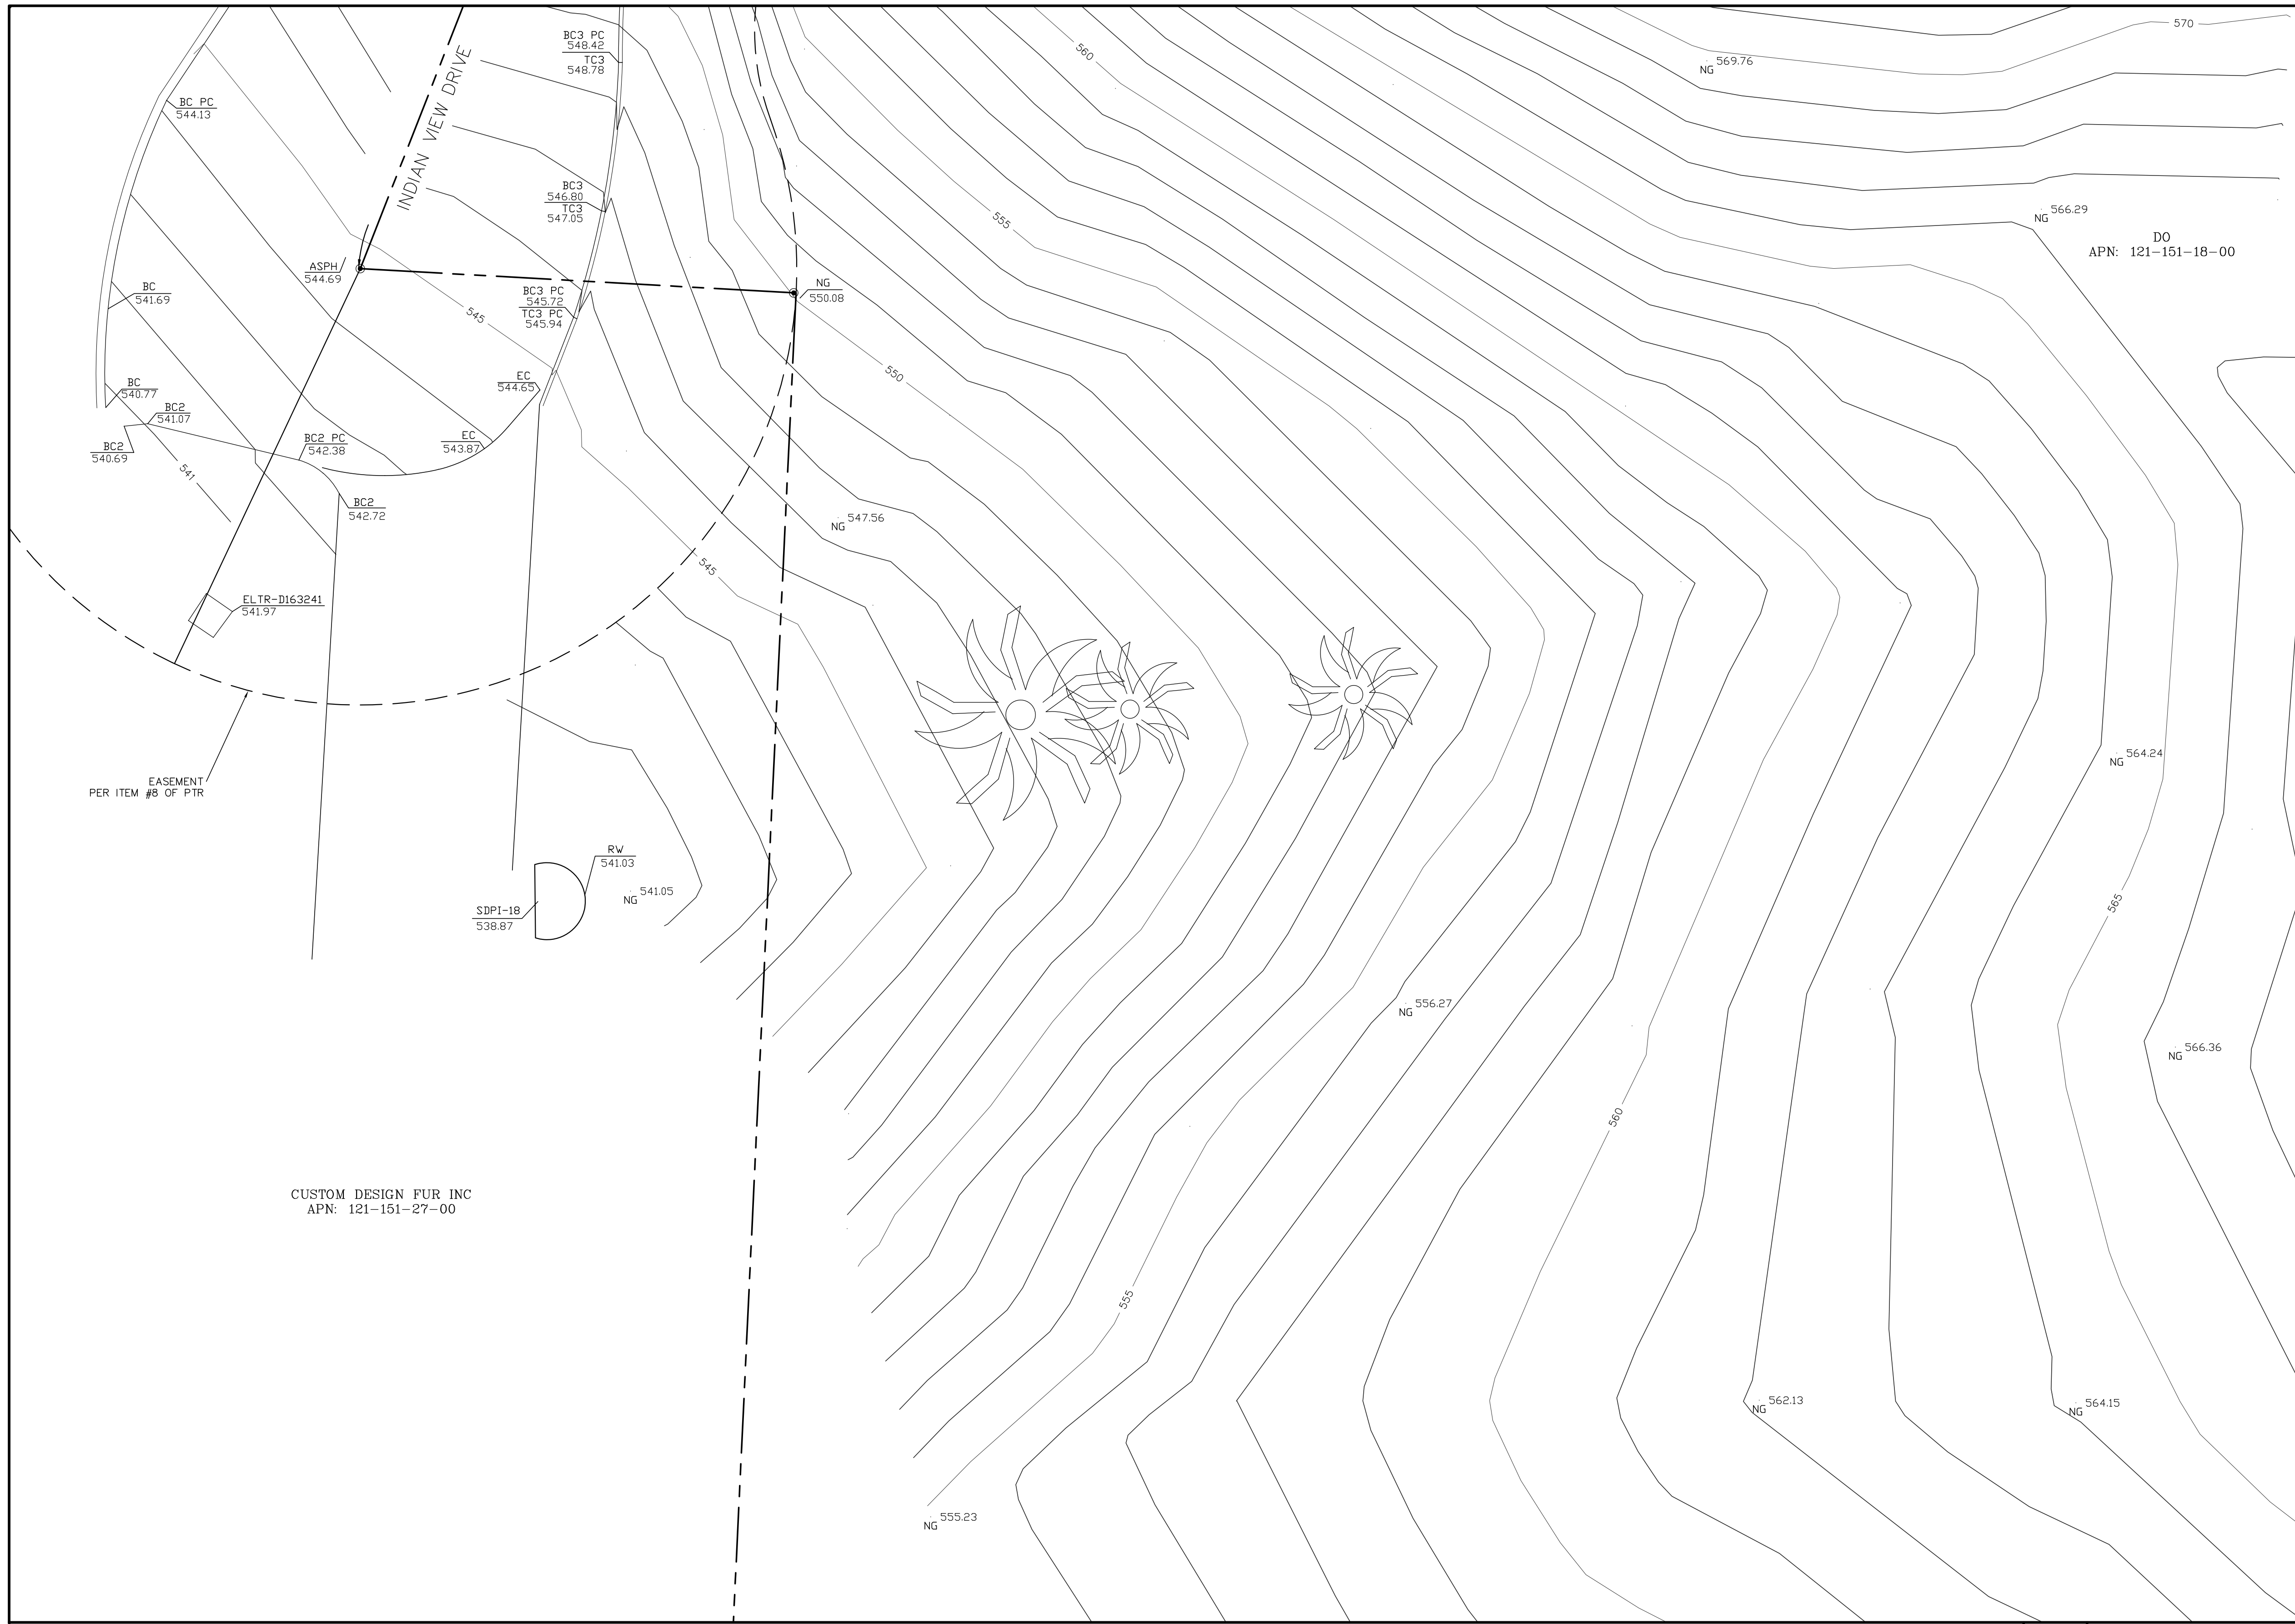 570
BC3 PC
548.42
TC3
548.78
560
569.76
NG
BC PC
544.13
INDIAN VIEW DRIVE
BC3
546.80
TC3
547.05
555
566.29
NG
DO
APN: 121-151-18-00
ASPH
544.69
BC
541.69
BC3 PC
545.72
TC3 PC
545.94
545
NG
550.08
EC
544.65
550
BC
540.77
BC2
541.07
BC2
540.69
BC2 PC
542.38
EC
543.87
541
BC2
542.72
547.56
NG
545
ELTR-D163241
541.97
EASEMENT
PER ITEM #8 OF PTR
564.24
NG
RW
541.03
541.05
NG
SDPI-18
538.87
565
556.27
NG
566.36
NG
560
CUSTOM DESIGN FUR INC
APN: 121-151-27-00
555
562.13
NG
564.15
NG
555.23
NG